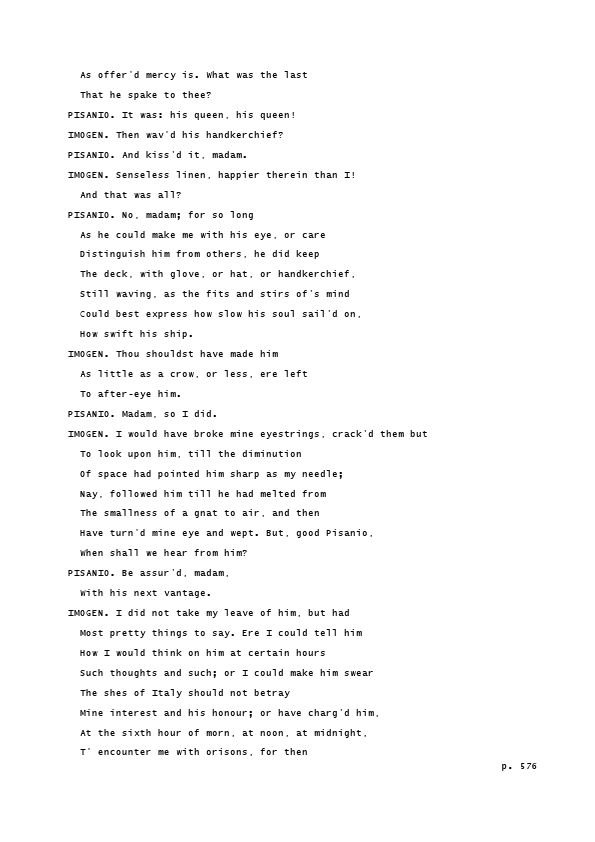 As offer'd mercy is. What was the last
That he spake to thee?
PISANIO. It was: his queen, his queen!
IMOGEN. Then wav'd his handkerchief?
PISANIO. And kiss'd it, madam.
IMOGEN. Senseless linen, happier therein than I!
And that was all?
PISANIO. No, madam; for so long
As he could make me with his eye, or care
Distinguish him from others, he did keep
The deck, with glove, or hat, or handkerchief,
Still waving, as the fits and stirs of's mind
Could best express how slow his soul sail'd on,
How swift his ship.
IMOGEN. Thou shouldst have made him
As little as a crow, or less, ere left
To after-eye him.
PISANIO. Madam, so I did.
IMOGEN. I would have broke mine eyestrings, crack'd them but
To look upon him, till the diminution
Of space had pointed him sharp as my needle;
Nay, followed him till he had melted from
The smallness of a gnat to air, and then
Have turn'd mine eye and wept. But, good Pisanio,
When shall we hear from him?
PISANIO. Be assur'd, madam,
With his next vantage.
IMOGEN. I did not take my leave of him, but had
Most pretty things to say. Ere I could tell him
How I would think on him at certain hours
Such thoughts and such; or I could make him swear
The shes of Italy should not betray
Mine interest and his honour; or have charg'd him,
At the sixth hour of morn, at noon, at midnight,
T' encounter me with orisons, for then
p. 576